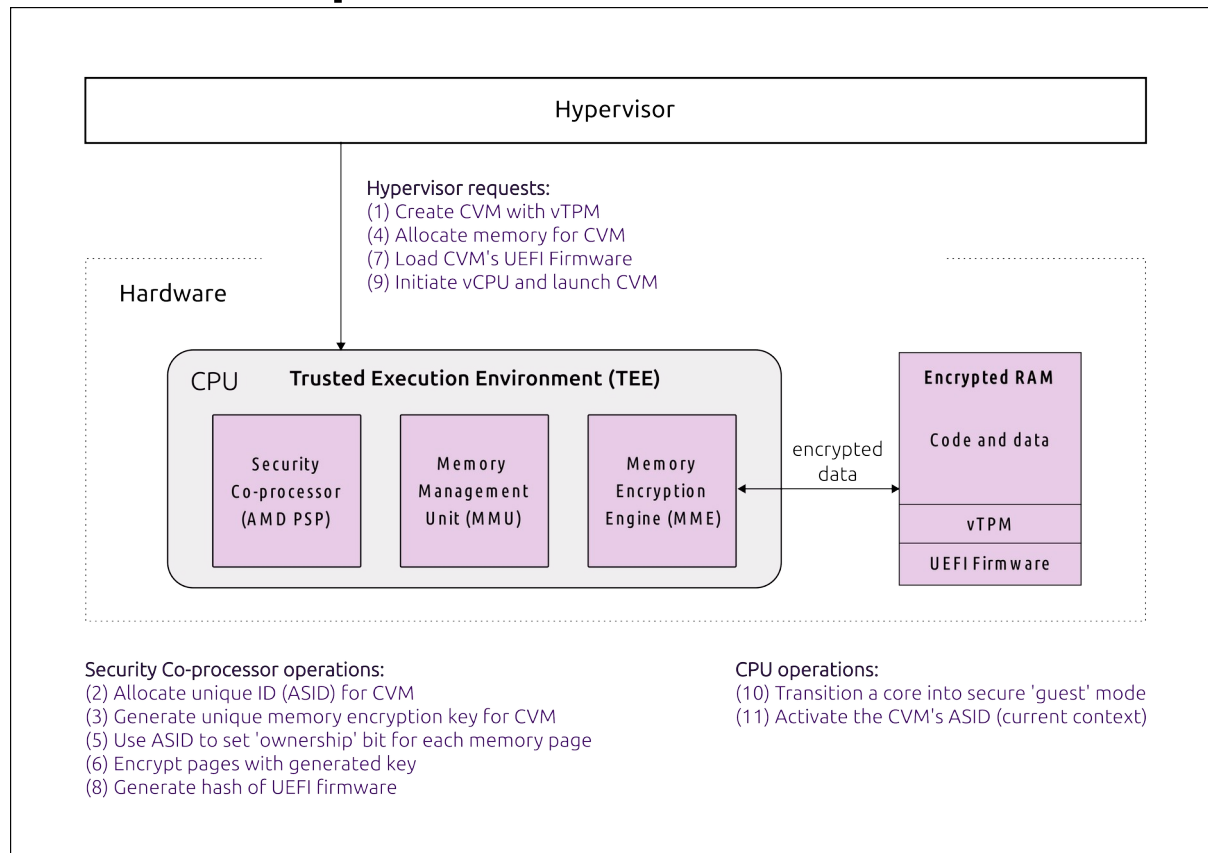 Hypervisor
Hypervisor requests:
(1) Create CVM with vTPM
(4) Allocate memory for CVM
(7) Load CVM's UEFI Firmware
(9) Initiate vCPU and launch CVM
Hardware
CPU
Trusted Execution Environment (TEE)
Security
Co-processor
(AMD PSP)
Memory
Management
Unit (MMU)
Memory
Encryption
Engine (MME)
encrypted
data
Encrypted RAM
Code and data
vTPM
UEFI Firmware
Security Co-processor operations:
(2) Allocate unique ID (ASID) for CVM
(3) Generate unique memory encryption key for CVM
(5) Use ASID to set 'ownership' bit for each memory page
(6) Encrypt pages with generated key
(8) Generate hash of UEFI firmware
CPU operations:
(10) Transition a core into secure 'guest' mode
(11) Activate the CVM's ASID (current context)